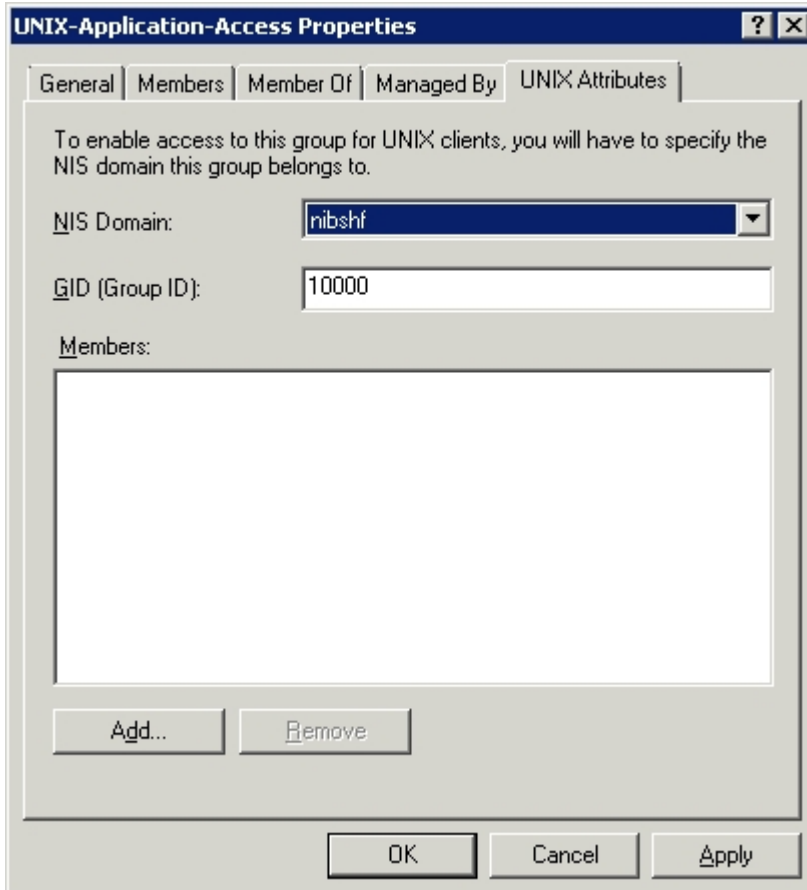 UNIX-Application-Access Properties
General Members Member Of Managed By UNIX Attributes
To enable access to this group for UNIX clients, you will have to specify the
NIS domain this group belongs to.
NIS Domain: nibshf
GID (Group ID): 10000
Members:
Add... Remove
OK Cancel Apply